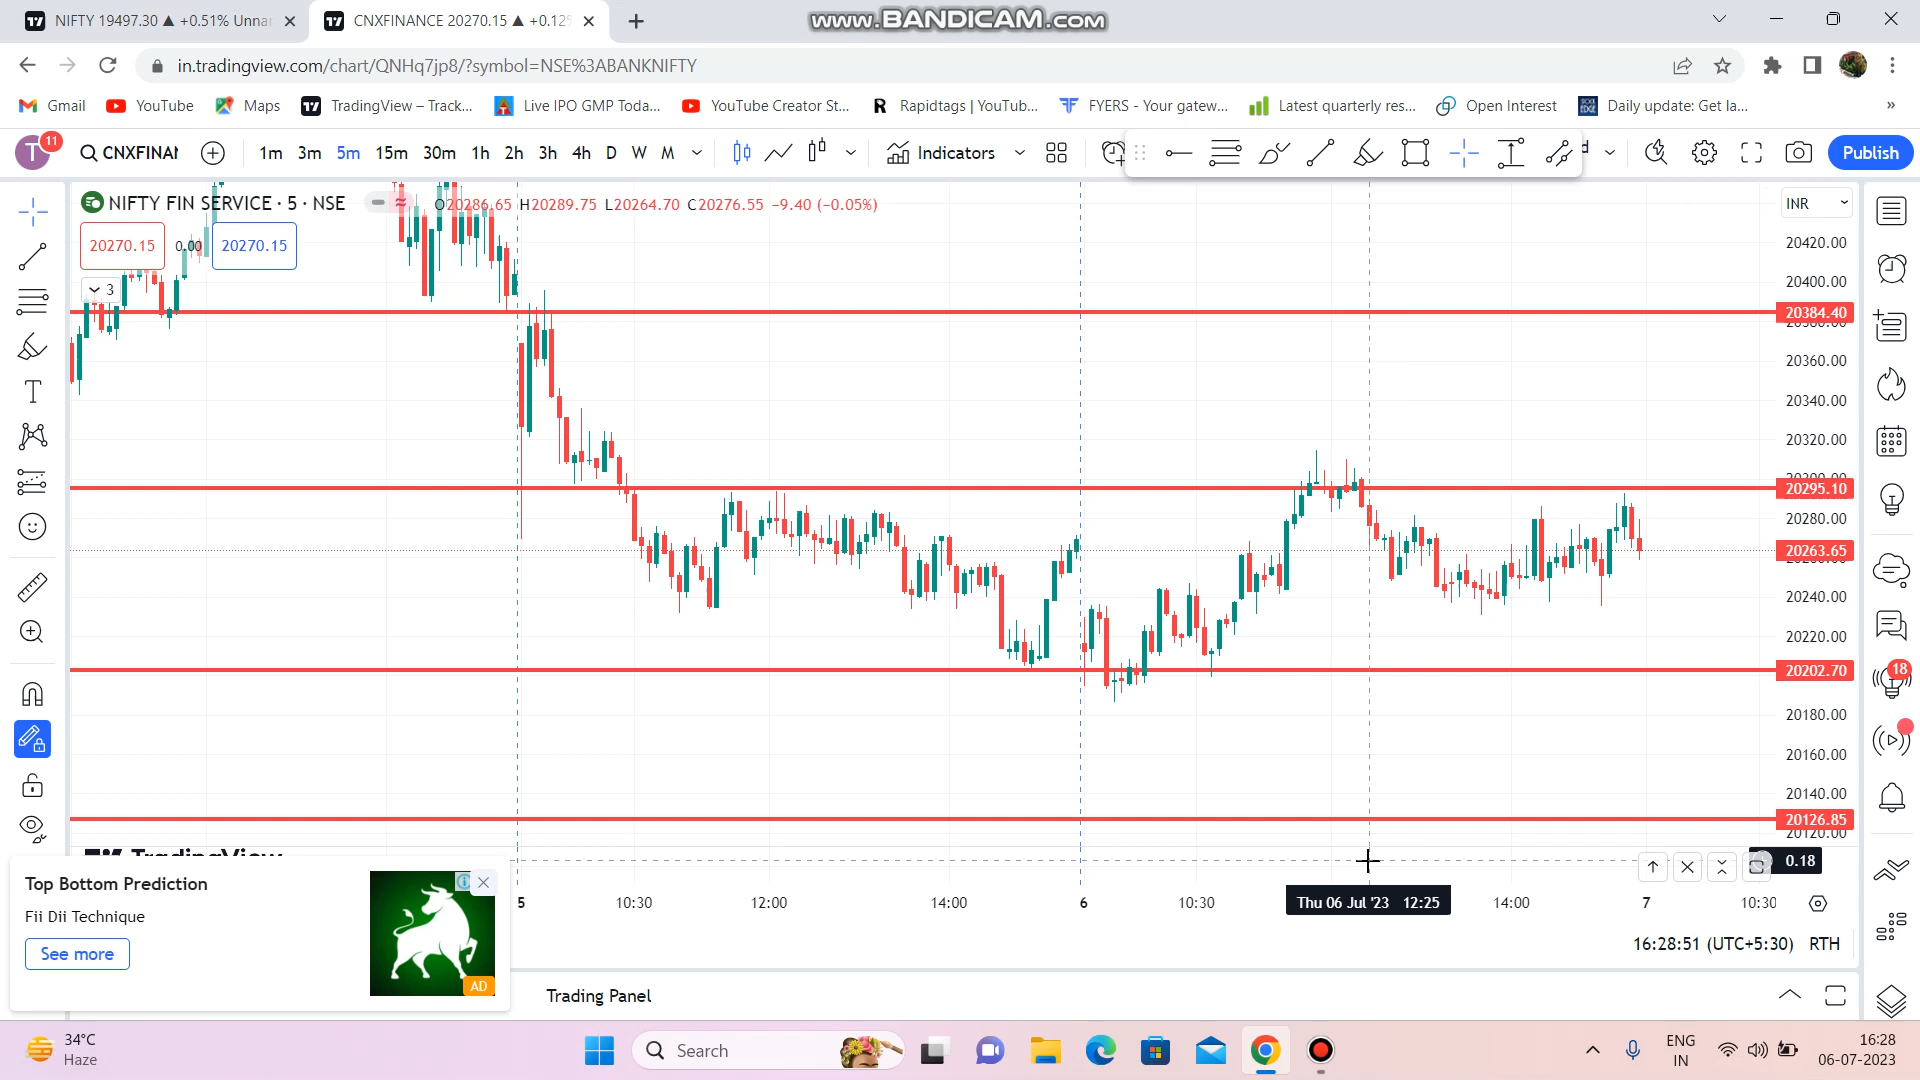 NIFTY 19497.30 ▲ +0.51% Unna
CNXFINANCE 20270.15 ▲ +0.12%
www.BANDICAM.com
in.tradingview.com/chart/QNHq7jp8/?symbol=NSE%3ABANKNIFTY
Gmail
YouTube
Maps
TradingView – Track...
Live IPO GMP Toda...
YouTube Creator St...
Rapidtags | YouTub...
FYERS - Your gatew...
Latest quarterly res...
Open Interest
Daily update: Get la...
»
T
11
CNXFINAN
1m 3m 5m 15m 30m 1h 2h 3h 4h D W M
Indicators
Publish
NIFTY FIN SERVICE · 5 · NSE
O20286.65 H20289.75 L20264.70 C20276.55 −9.40 (−0.05%)
INR
20270.15
0.00
20270.15
3
20420.00
20400.00
20384.40
20360.00
20340.00
20320.00
20295.10
20280.00
20263.65
20240.00
20220.00
20202.70
20180.00
20160.00
20140.00
20126.85
20120.00
0.18
18
TradingView
Top Bottom Prediction
Fii Dii Technique
See more
AD
5 10:30 12:00 14:00 6 10:30 Thu 06 Jul '23 12:25 14:00 7 10:30
16:28:51 (UTC+5:30) RTH
Trading Panel
34°C
Haze
Search
ENG
IN
16:28
06-07-2023